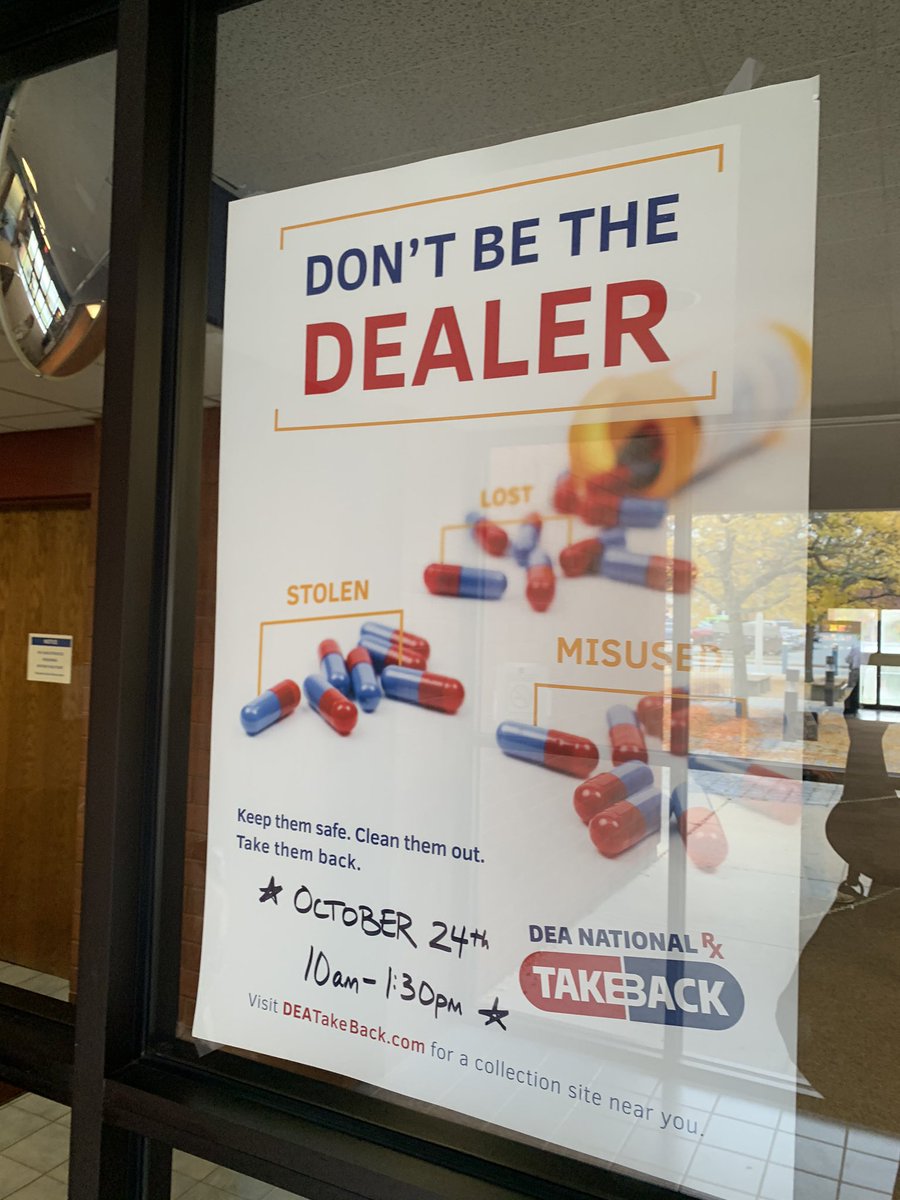 DON'T BE THE
DEALER
LOST
STOLEN
MISUSED
Keep them safe. Clean them out.
Take them back.
★ OCTOBER 24th
10am-1:30pm ★
DEA NATIONAL Rx
TAKEBACK
Visit DEATakeBack.com for a collection site near you.
NOTICE